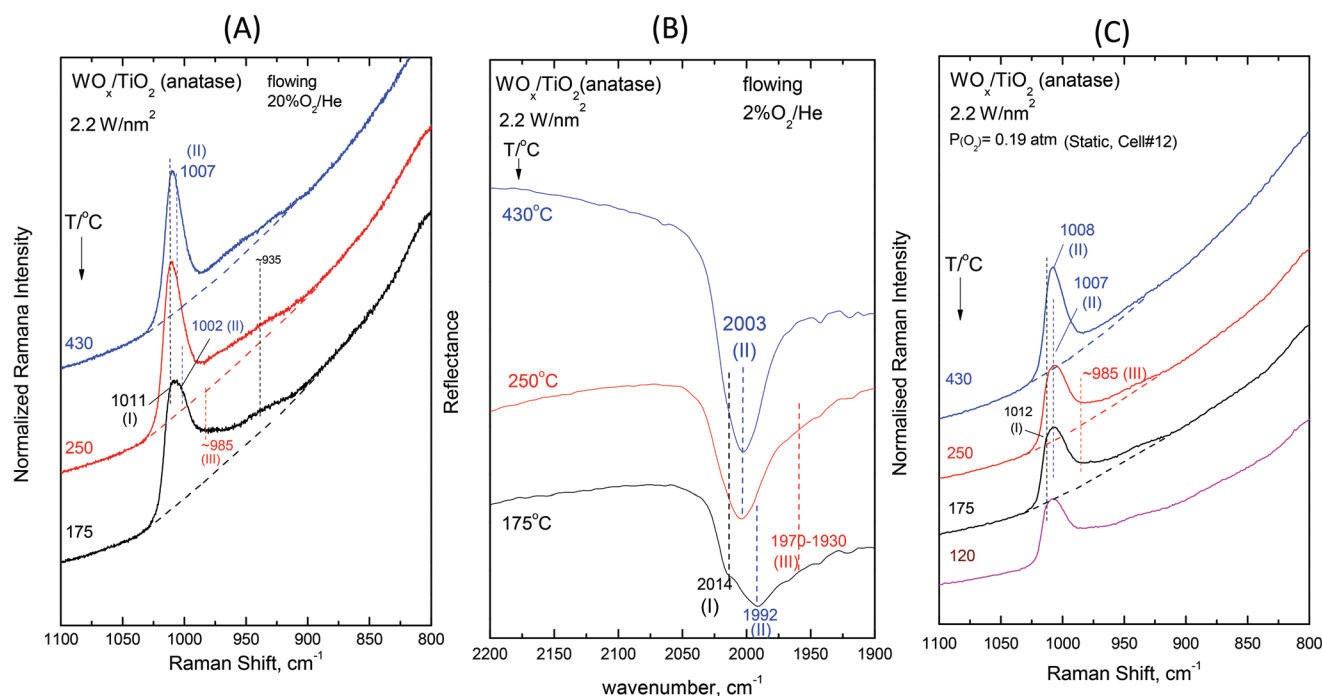 (A)
WOx/TiO2 (anatase)
flowing
20%O2/He
2.2 W/nm2
(II)
1007
T/°C
~935
1002 (II)
430
1011
(I)
~985
(III)
250
175
Normalized Ramana Intensity
1100 1050 1000 950 900 850 800
Raman Shift, cm-1
(B)
WOx/TiO2(anatase)
flowing
2.2 W/nm2
2%O2/He
T/°C
430°C
2003
(II)
250°C
1970-1930
(III)
175°C
2014
(I)
1992
(II)
Reflectance
2200 2150 2100 2050 2000 1950 1900
wavenumber, cm-1
(C)
WOx/TiO2 (anatase)
2.2 W/nm2
P(O2)= 0.19 atm (Static, Cell#12)
1008
(II)
T/°C
1007
(II)
430
~985 (III)
1012
(I)
250
175
120
Normalised Raman Intensity
1100 1050 1000 950 900 850 800
Raman Shift, cm-1